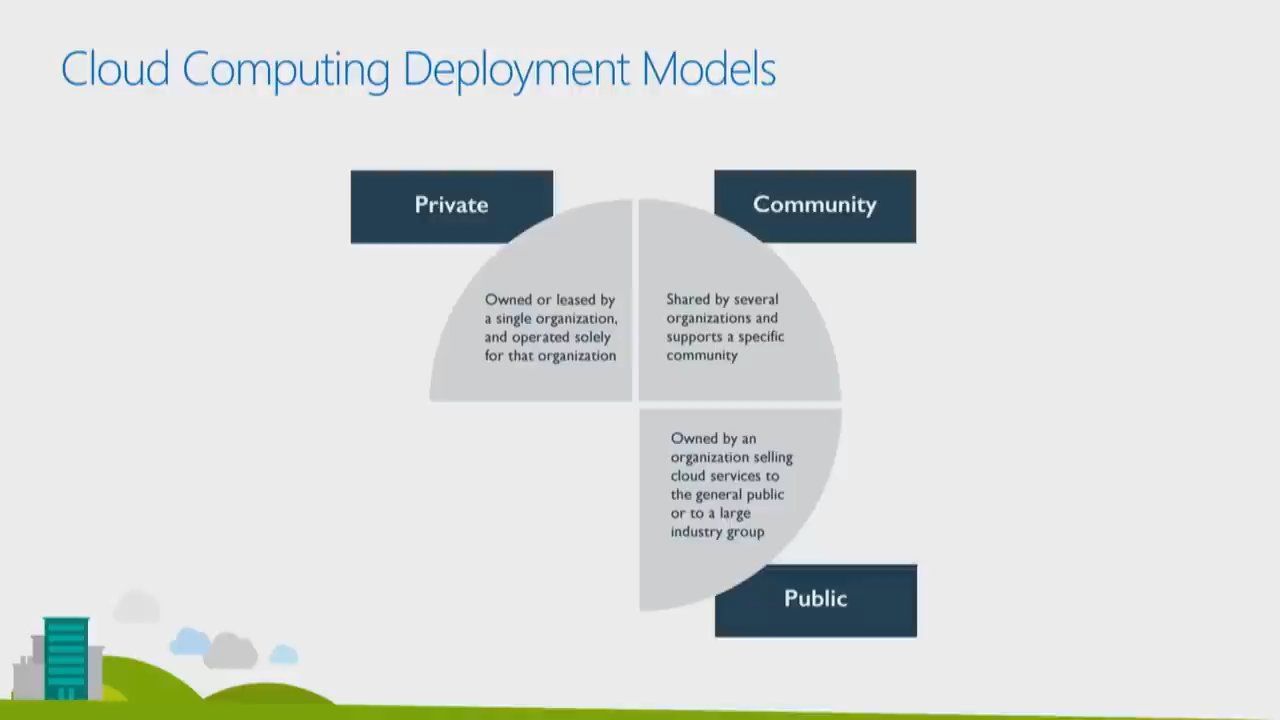 Cloud Computing Deployment Models
Private
Community
Owned or leased by
a single organization,
and operated solely
for that organization
Shared by several
organizations and
supports a specific
community
Owned by an
organization selling
cloud services to
the general public
or to a large
industry group
Public